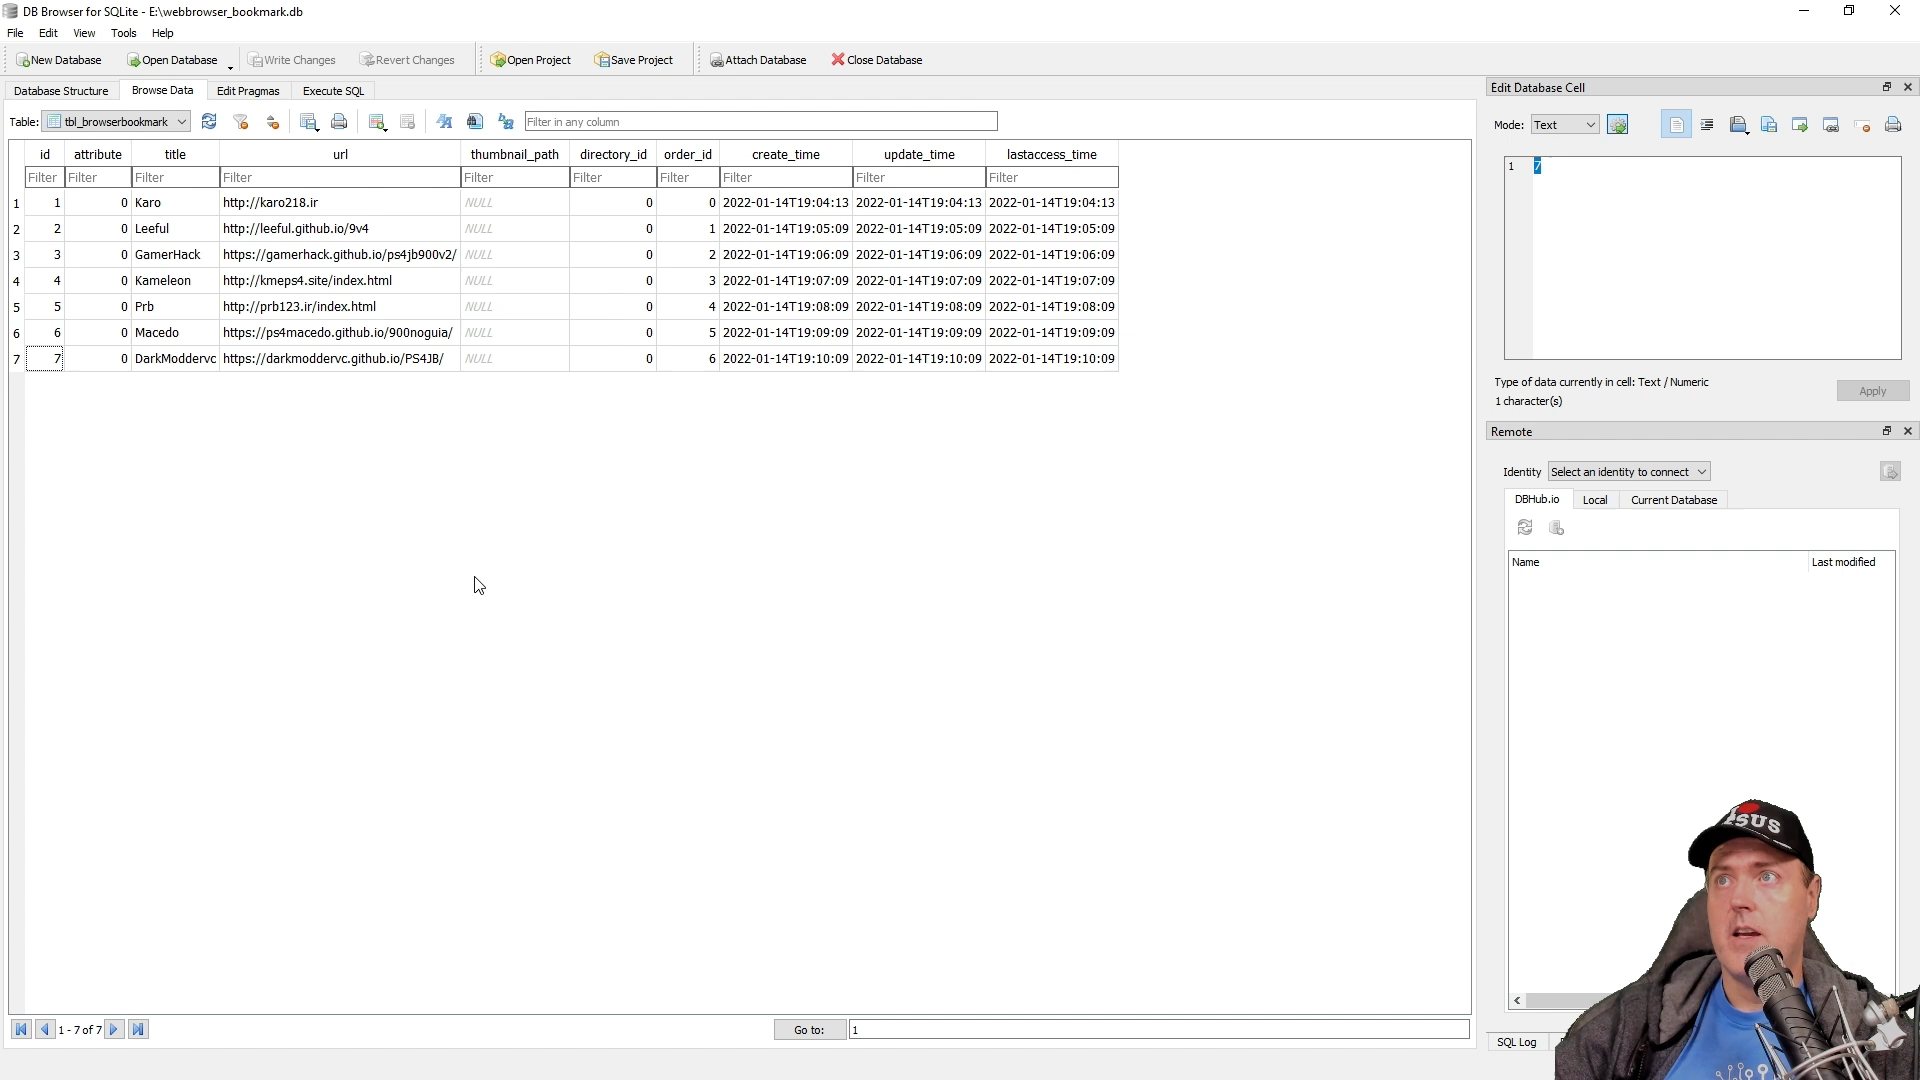 DB Browser for SQLite - E:\webbrowser_bookmark.db
File Edit View Tools Help
New Database Open Database Write Changes Revert Changes Open Project Save Project Attach Database Close Database
Database Structure Browse Data Edit Pragmas Execute SQL
Table: tbl_browserbookmark Filter in any column
id attribute title url thumbnail_path directory_id order_id create_time update_time lastaccess_time
Filter Filter Filter Filter Filter Filter Filter Filter Filter Filter
1 1 0 Karo http://karo218.ir NULL 0 0 2022-01-14T19:04:13 2022-01-14T19:04:13 2022-01-14T19:04:13
2 2 0 Leeful http://leeful.github.io/9v4 NULL 0 1 2022-01-14T19:05:09 2022-01-14T19:05:09 2022-01-14T19:05:09
3 3 0 GamerHack https://gamerhack.github.io/ps4jb900v2/ NULL 0 2 2022-01-14T19:06:09 2022-01-14T19:06:09 2022-01-14T19:06:09
4 4 0 Kameleon http://kmeps4.site/index.html NULL 0 3 2022-01-14T19:07:09 2022-01-14T19:07:09 2022-01-14T19:07:09
5 5 0 Prb http://prb123.ir/index.html NULL 0 4 2022-01-14T19:08:09 2022-01-14T19:08:09 2022-01-14T19:08:09
6 6 0 Macedo https://ps4macedo.github.io/900noguia/ NULL 0 5 2022-01-14T19:09:09 2022-01-14T19:09:09 2022-01-14T19:09:09
7 7 0 DarkModdervc https://darkmoddervc.github.io/PS4JB/ NULL 0 6 2022-01-14T19:10:09 2022-01-14T19:10:09 2022-01-14T19:10:09
1 - 7 of 7 Go to: 1
Edit Database Cell
Mode: Text
1 7
Type of data currently in cell: Text / Numeric
1 character(s)
Apply
Remote
Identity Select an identity to connect
DBHub.io Local Current Database
Name Last modified
SQL Log